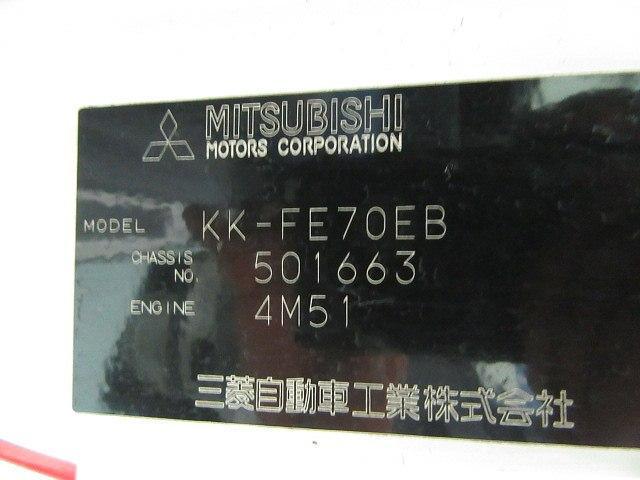 MITSUBISHI
MOTORS CORPORATION
MODEL KK-FE70EB
CHASSIS NO. 501663
ENGINE 4M51
三菱自動車工業株式会社